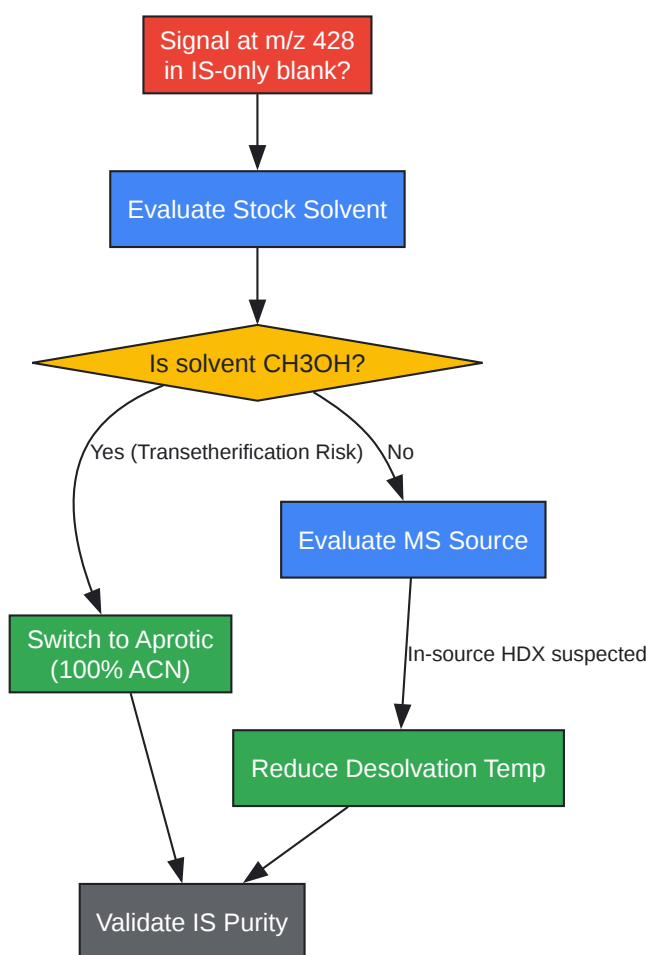 Signal at m/z 428
in IS-only blank?
Evaluate Stock Solvent
Is solvent CH3OH?
Yes (Transetherification Risk)
No
Evaluate MS Source
Switch to Aprotic
(100% ACN)
In-source HDX suspected
Reduce Desolvation Temp
Validate IS Purity